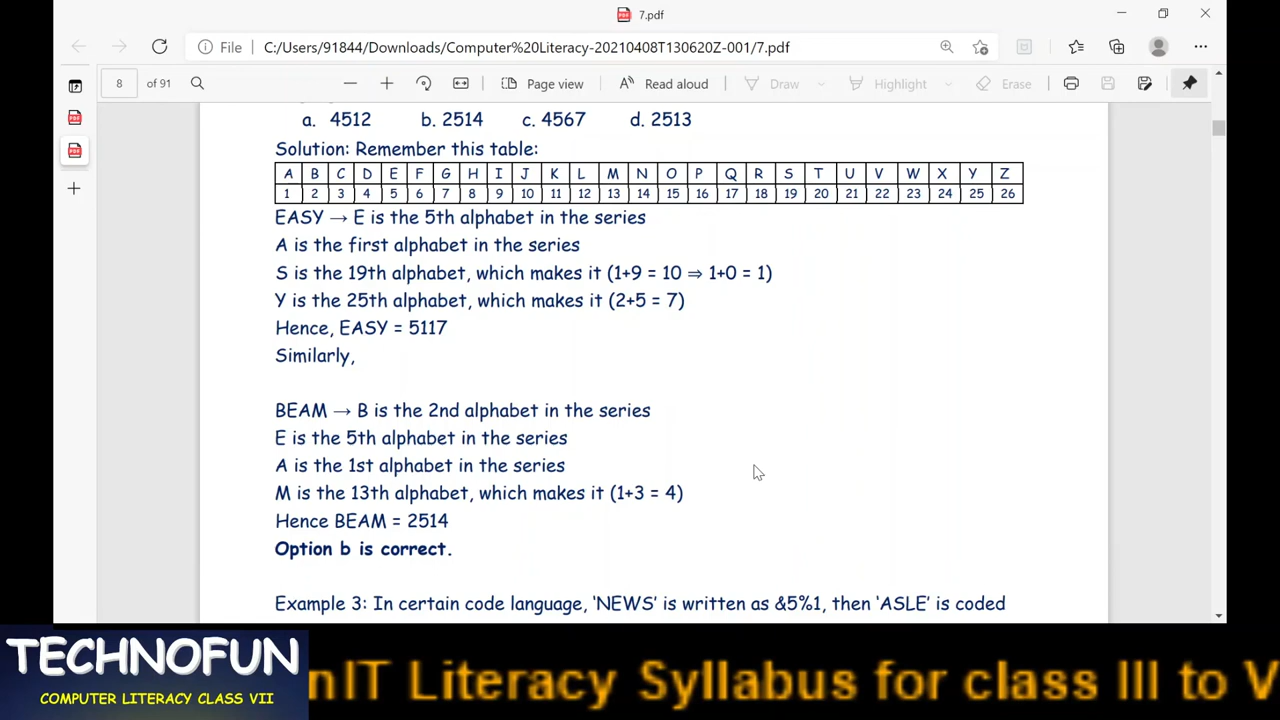 7.pdf
File C:/Users/91844/Downloads/Computer%20Literacy-20210408T130620Z-001/7.pdf
8 of 91 Page view Read aloud Draw Highlight Erase
a. 4512 b. 2514 c. 4567 d. 2513
Solution: Remember this table:
A B C D E F G H I J K L M N O P Q R S T U V W X Y Z
1 2 3 4 5 6 7 8 9 10 11 12 13 14 15 16 17 18 19 20 21 22 23 24 25 26
EASY → E is the 5th alphabet in the series
A is the first alphabet in the series
S is the 19th alphabet, which makes it (1+9 = 10 ⇒ 1+0 = 1)
Y is the 25th alphabet, which makes it (2+5 = 7)
Hence, EASY = 5117
Similarly,
BEAM → B is the 2nd alphabet in the series
E is the 5th alphabet in the series
A is the 1st alphabet in the series
M is the 13th alphabet, which makes it (1+3 = 4)
Hence BEAM = 2514
Option b is correct.
Example 3: In certain code language, ‘NEWS’ is written as &5%1, then ‘ASLE’ is coded
TECHNOFUN
COMPUTER LITERACY CLASS VII
nIT Literacy Syllabus for class III to V